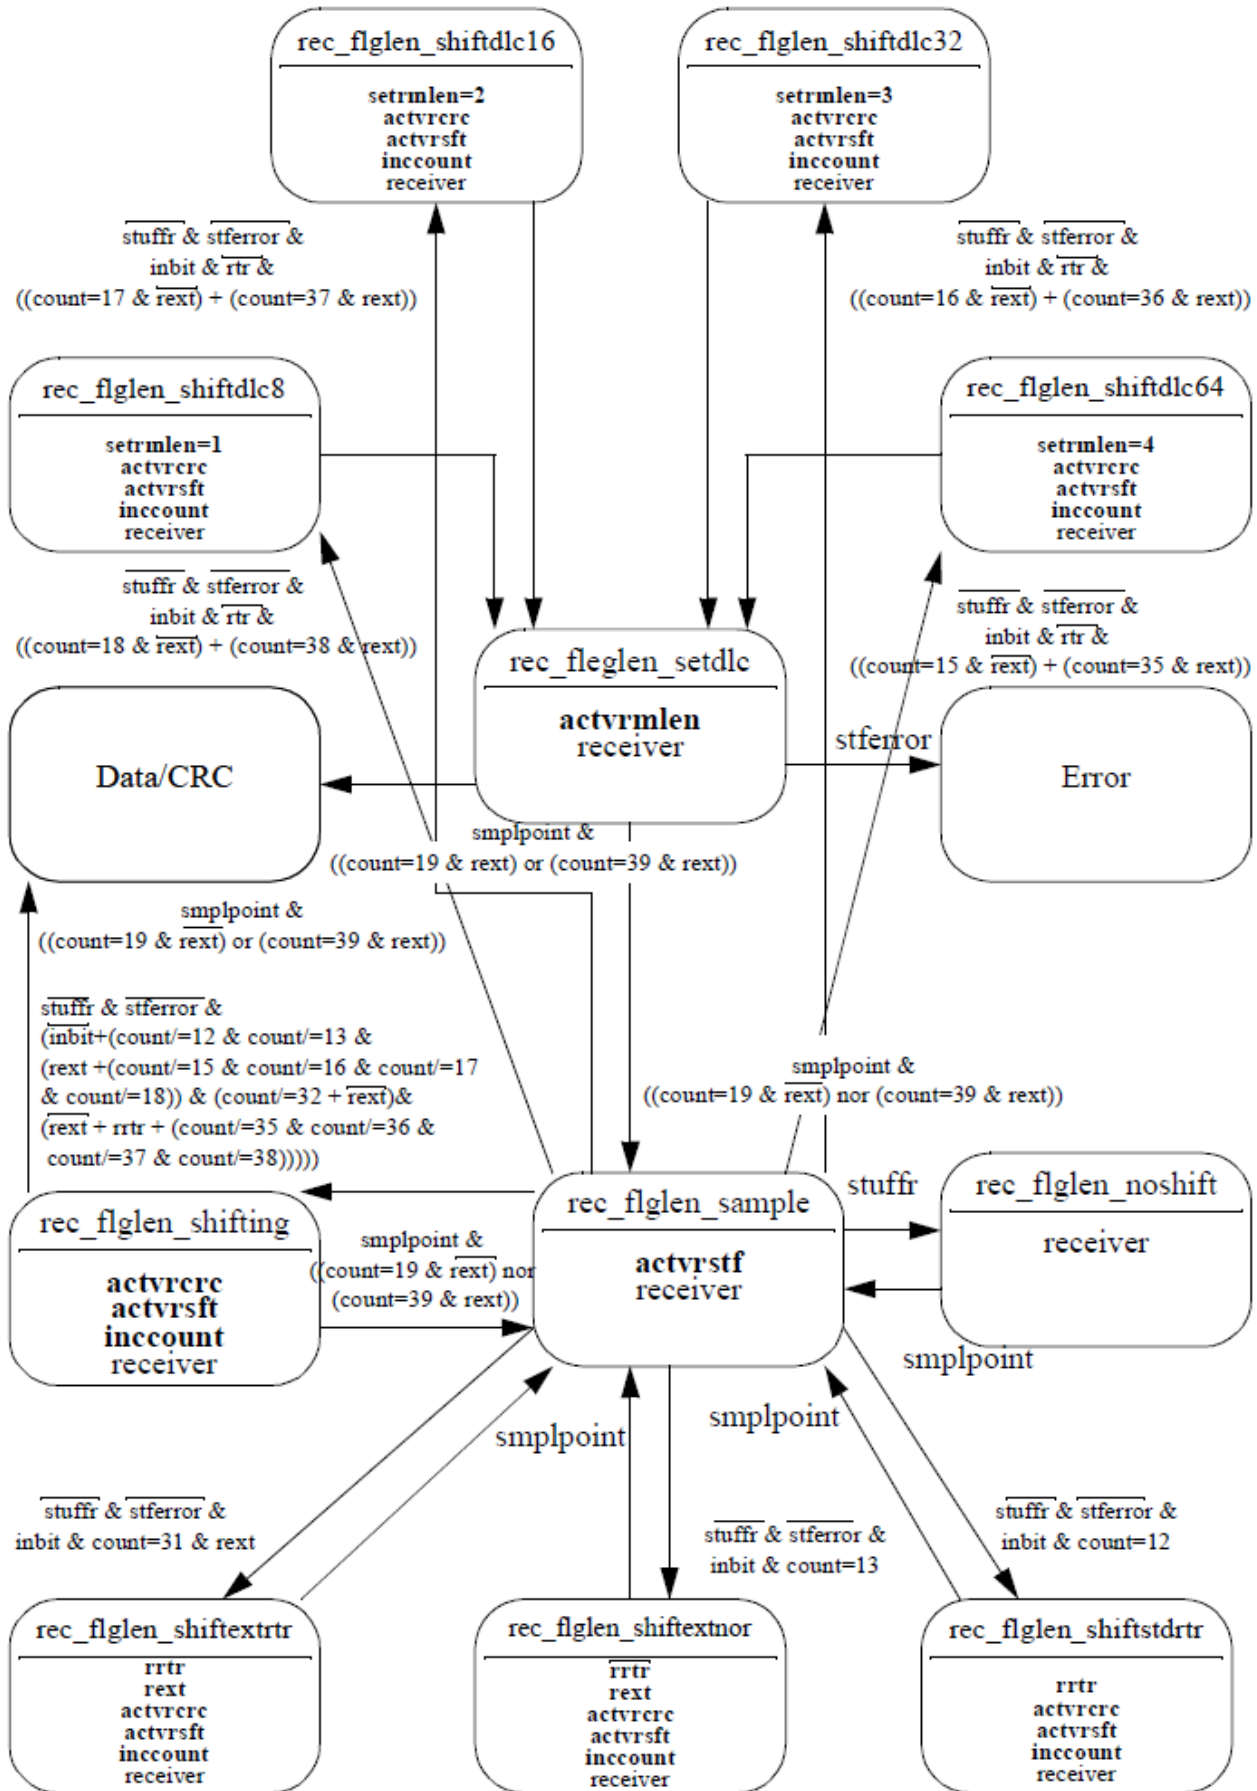 rec_flglen_shiftdlc16
setrmlen=2
actvrcrc
actvrsft
inccount
receiver
rec_flglen_shiftdlc32
setrmlen=3
actvrcrc
actvrsft
inccount
receiver
stuffr & stferror &
inbit & rtr &
((count=17 & rext) + (count=37 & rext))
stuffr & stferror &
inbit & rtr &
((count=16 & rext) + (count=36 & rext))
rec_flglen_shiftdlc8
setrmlen=1
actvrcrc
actvrsft
inccount
receiver
rec_flglen_shiftdlc64
setrmlen=4
actvrcrc
actvrsft
inccount
receiver
stuffr & stferror &
inbit & rtr &
((count=18 & rext) + (count=38 & rext))
stuffr & stferror &
inbit & rtr &
((count=15 & rext) + (count=35 & rext))
rec_fleglen_setdlc
actvrmlen
receiver
stferror
Data/CRC
Error
smplpoint &
((count=19 & rext) or (count=39 & rext))
smplpoint &
((count=19 & rext) or (count=39 & rext))
stuffr & stferror &
(inbit+(count/=12 & count/=13 &
(rext +(count/=15 & count/=16 & count/=17
& count/=18)) & (count/=32 + rext)&
(rext + rrtr + (count/=35 & count/=36 &
count/=37 & count/=38)))))
smplpoint &
((count=19 & rext) nor (count=39 & rext))
rec_flglen_shifting
actvrcrc
actvrsft
inccount
receiver
smplpoint &
((count=19 & rext) nor
(count=39 & rext))
rec_flglen_sample
actvrstf
receiver
stuffr
rec_flglen_noshift
receiver
smplpoint
smplpoint
smplpoint
stuffr & stferror &
inbit & count=31 & rext
stuffr & stferror &
inbit & count=13
stuffr & stferror &
inbit & count=12
rec_flglen_shiftextrtr
rrtr
rext
actvrcrc
actvrsft
inccount
receiver
rec_flglen_shiftextnor
rrtr
rext
actvrcrc
actvrsft
inccount
receiver
rec_flglen_shiftstdrtr
rrtr
actvrcrc
actvrsft
inccount
receiver